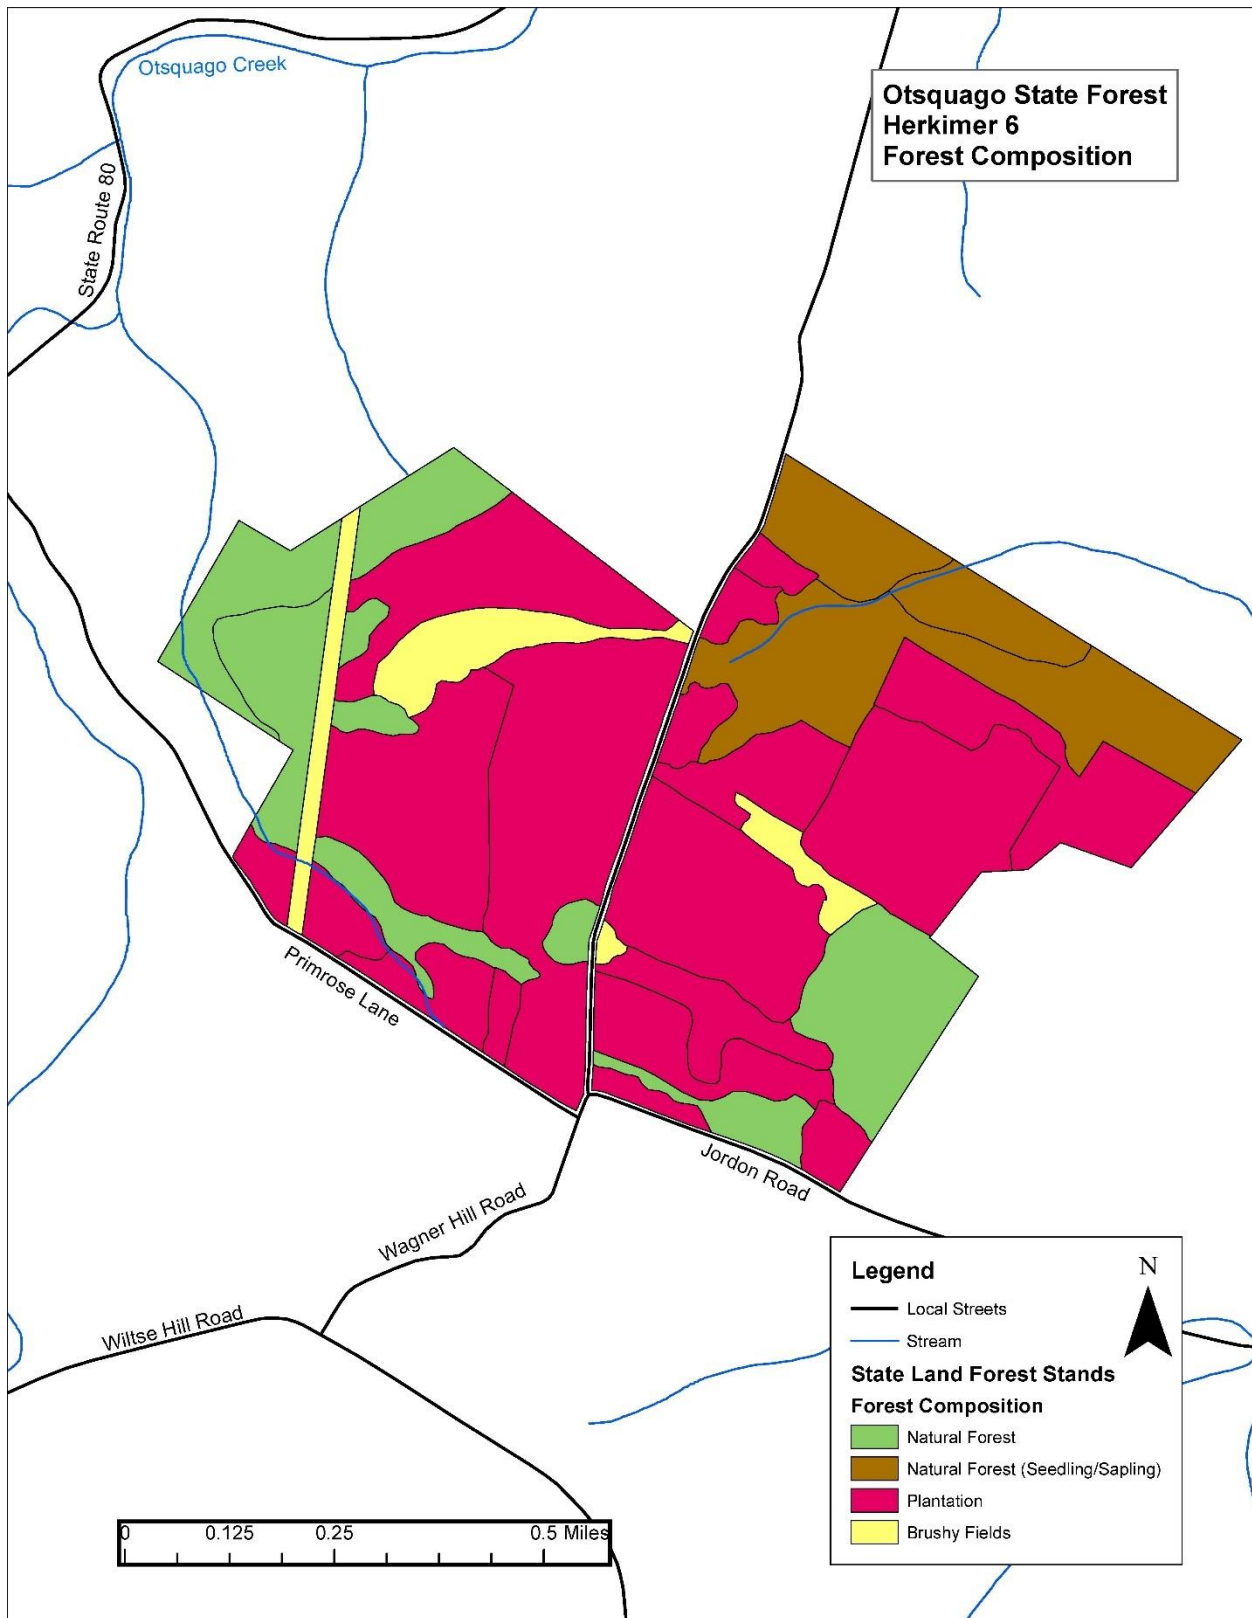 Otsquago Creek
Otsquago State Forest
Herkimer 6
Forest Composition
State Route 80
Primrose Lane
Jordon Road
Wagner Hill Road
Wiltse Hill Road
Legend
N
Local Streets
Stream
State Land Forest Stands
Forest Composition
Natural Forest
Natural Forest (Seedling/Sapling)
Plantation
Brushy Fields
0 0.125 0.25 0.5 Miles